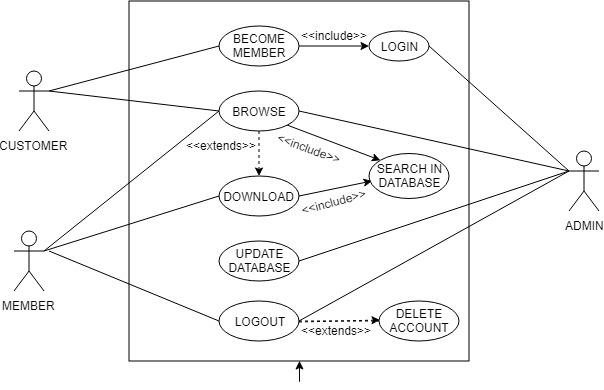 BECOME
MEMBER
<<include>>
LOGIN
CUSTOMER
BROWSE
<<extends>>
<<include>>
SEARCH IN
DATABASE
DOWNLOAD
<<include>>
ADMIN
UPDATE
DATABASE
MEMBER
LOGOUT
<<extends>>
DELETE
ACCOUNT